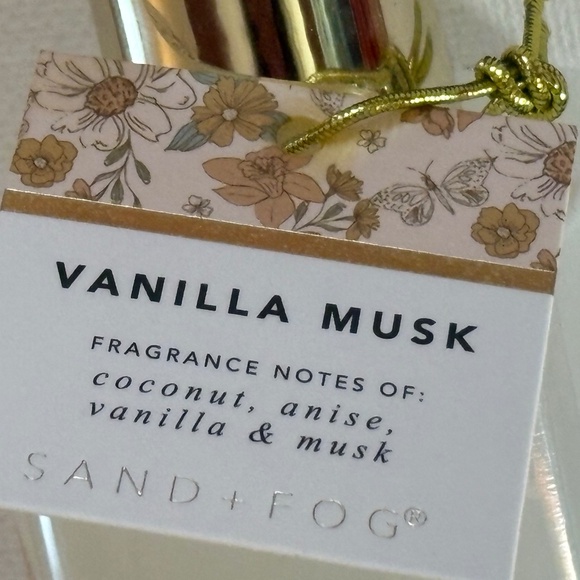 VANILLA MUSK
FRAGRANCE NOTES OF:
coconut, anise,
vanilla & musk
SAND+FOG®